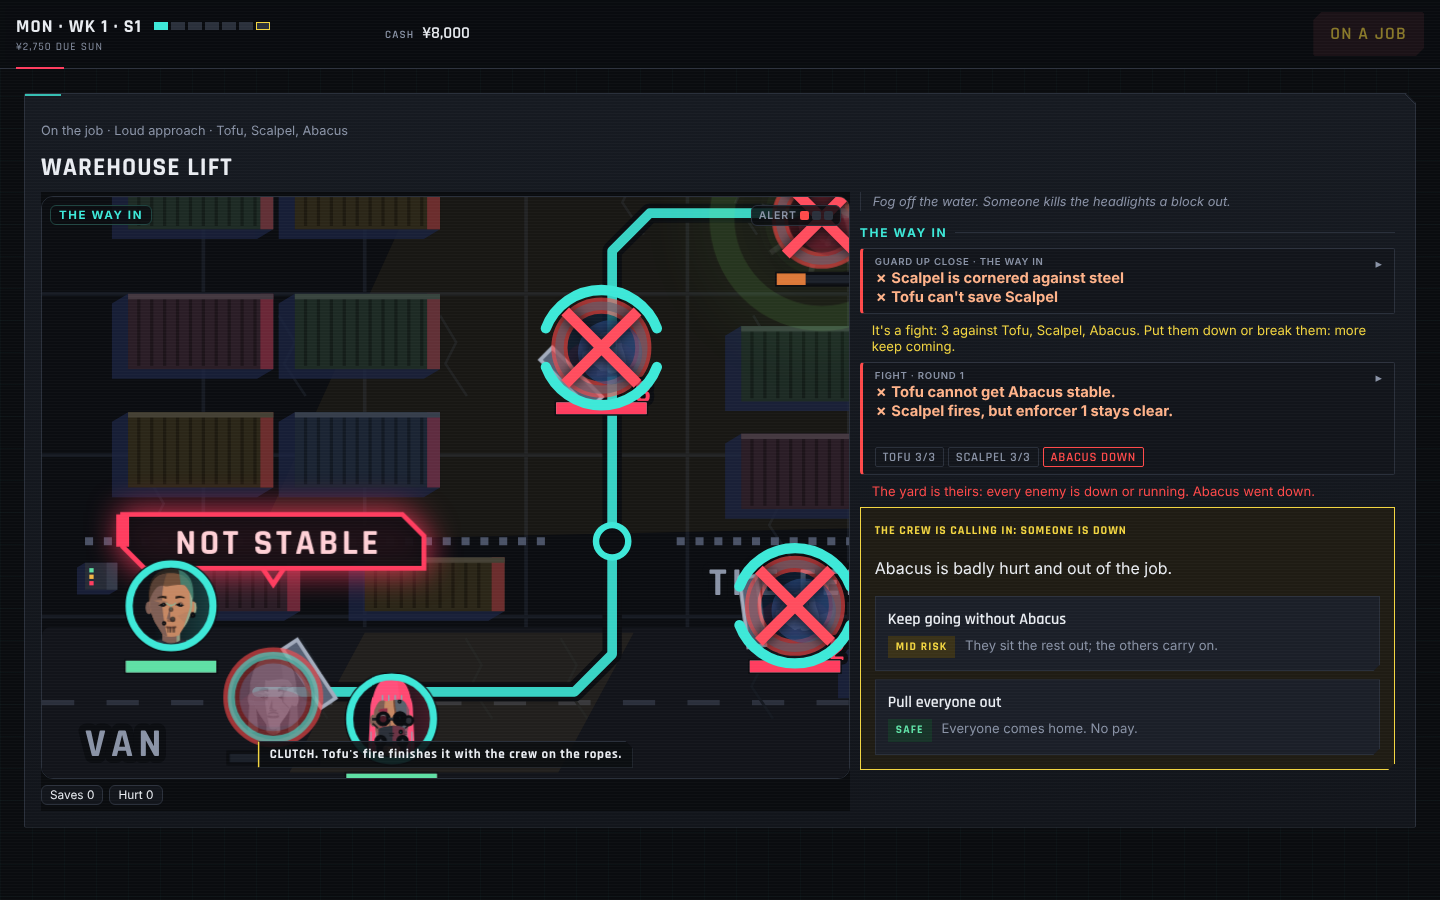 MON · WK 1 · S1
¥2,750 DUE SUN
CASH ¥8,000
ON A JOB
On the job · Loud approach · Tofu, Scalpel, Abacus
WAREHOUSE LIFT
THE WAY IN
ALERT
NOT STABLE
VAN
CLUTCH. Tofu's fire finishes it with the crew on the ropes.
Saves 0
Hurt 0
Fog off the water. Someone kills the headlights a block out.
THE WAY IN
GUARD UP CLOSE · THE WAY IN
× Scalpel is cornered against steel
× Tofu can't save Scalpel
It's a fight: 3 against Tofu, Scalpel, Abacus. Put them down or break them: more
keep coming.
FIGHT · ROUND 1
× Tofu cannot get Abacus stable.
× Scalpel fires, but enforcer 1 stays clear.
TOFU 3/3
SCALPEL 3/3
ABACUS DOWN
The yard is theirs: every enemy is down or running. Abacus went down.
THE CREW IS CALLING IN: SOMEONE IS DOWN
Abacus is badly hurt and out of the job.
Keep going without Abacus
MID RISK They sit the rest out; the others carry on.
Pull everyone out
SAFE Everyone comes home. No pay.